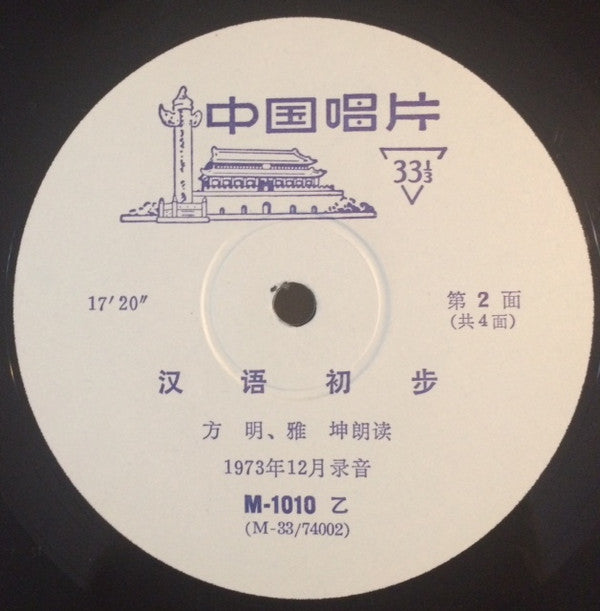 中国唱片
33⅓
17′20″
第2面
(共4面)
汉语初步
方 明、雅 坤朗读
1973年12月录音
M-1010 乙
(M-33/74002)